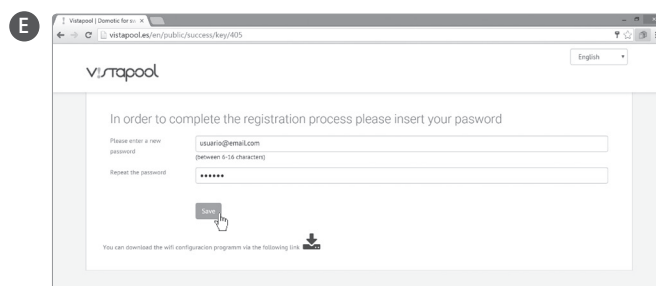 E
Vistapool | Domotic for sw
vistapool.es/en/public/success/key/405
English
vistapool
In order to complete the registration process please insert your pasword
Please enter a new
password
usuario@email.com
(between 6-16 characters)
Repeat the password
••••••
Save
You can download the wifi configuracion programm via the following link